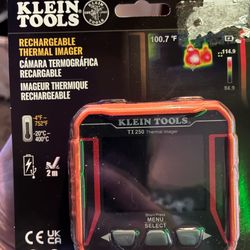 KLEIN
TOOLS
RECHARGEABLE
THERMAL IMAGER
CÁMARA TERMOGRÁFICA
RECARGABLE
IMAGEUR THERMIQUE
RECHARGEABLE
100.7 °F
114.9
84.9
-4°F –
752°F
-20°C –
400°C
2 m
KLEIN TOOLS
TI 250 Thermal Imager
MENU
SELECT
CE UK
CA